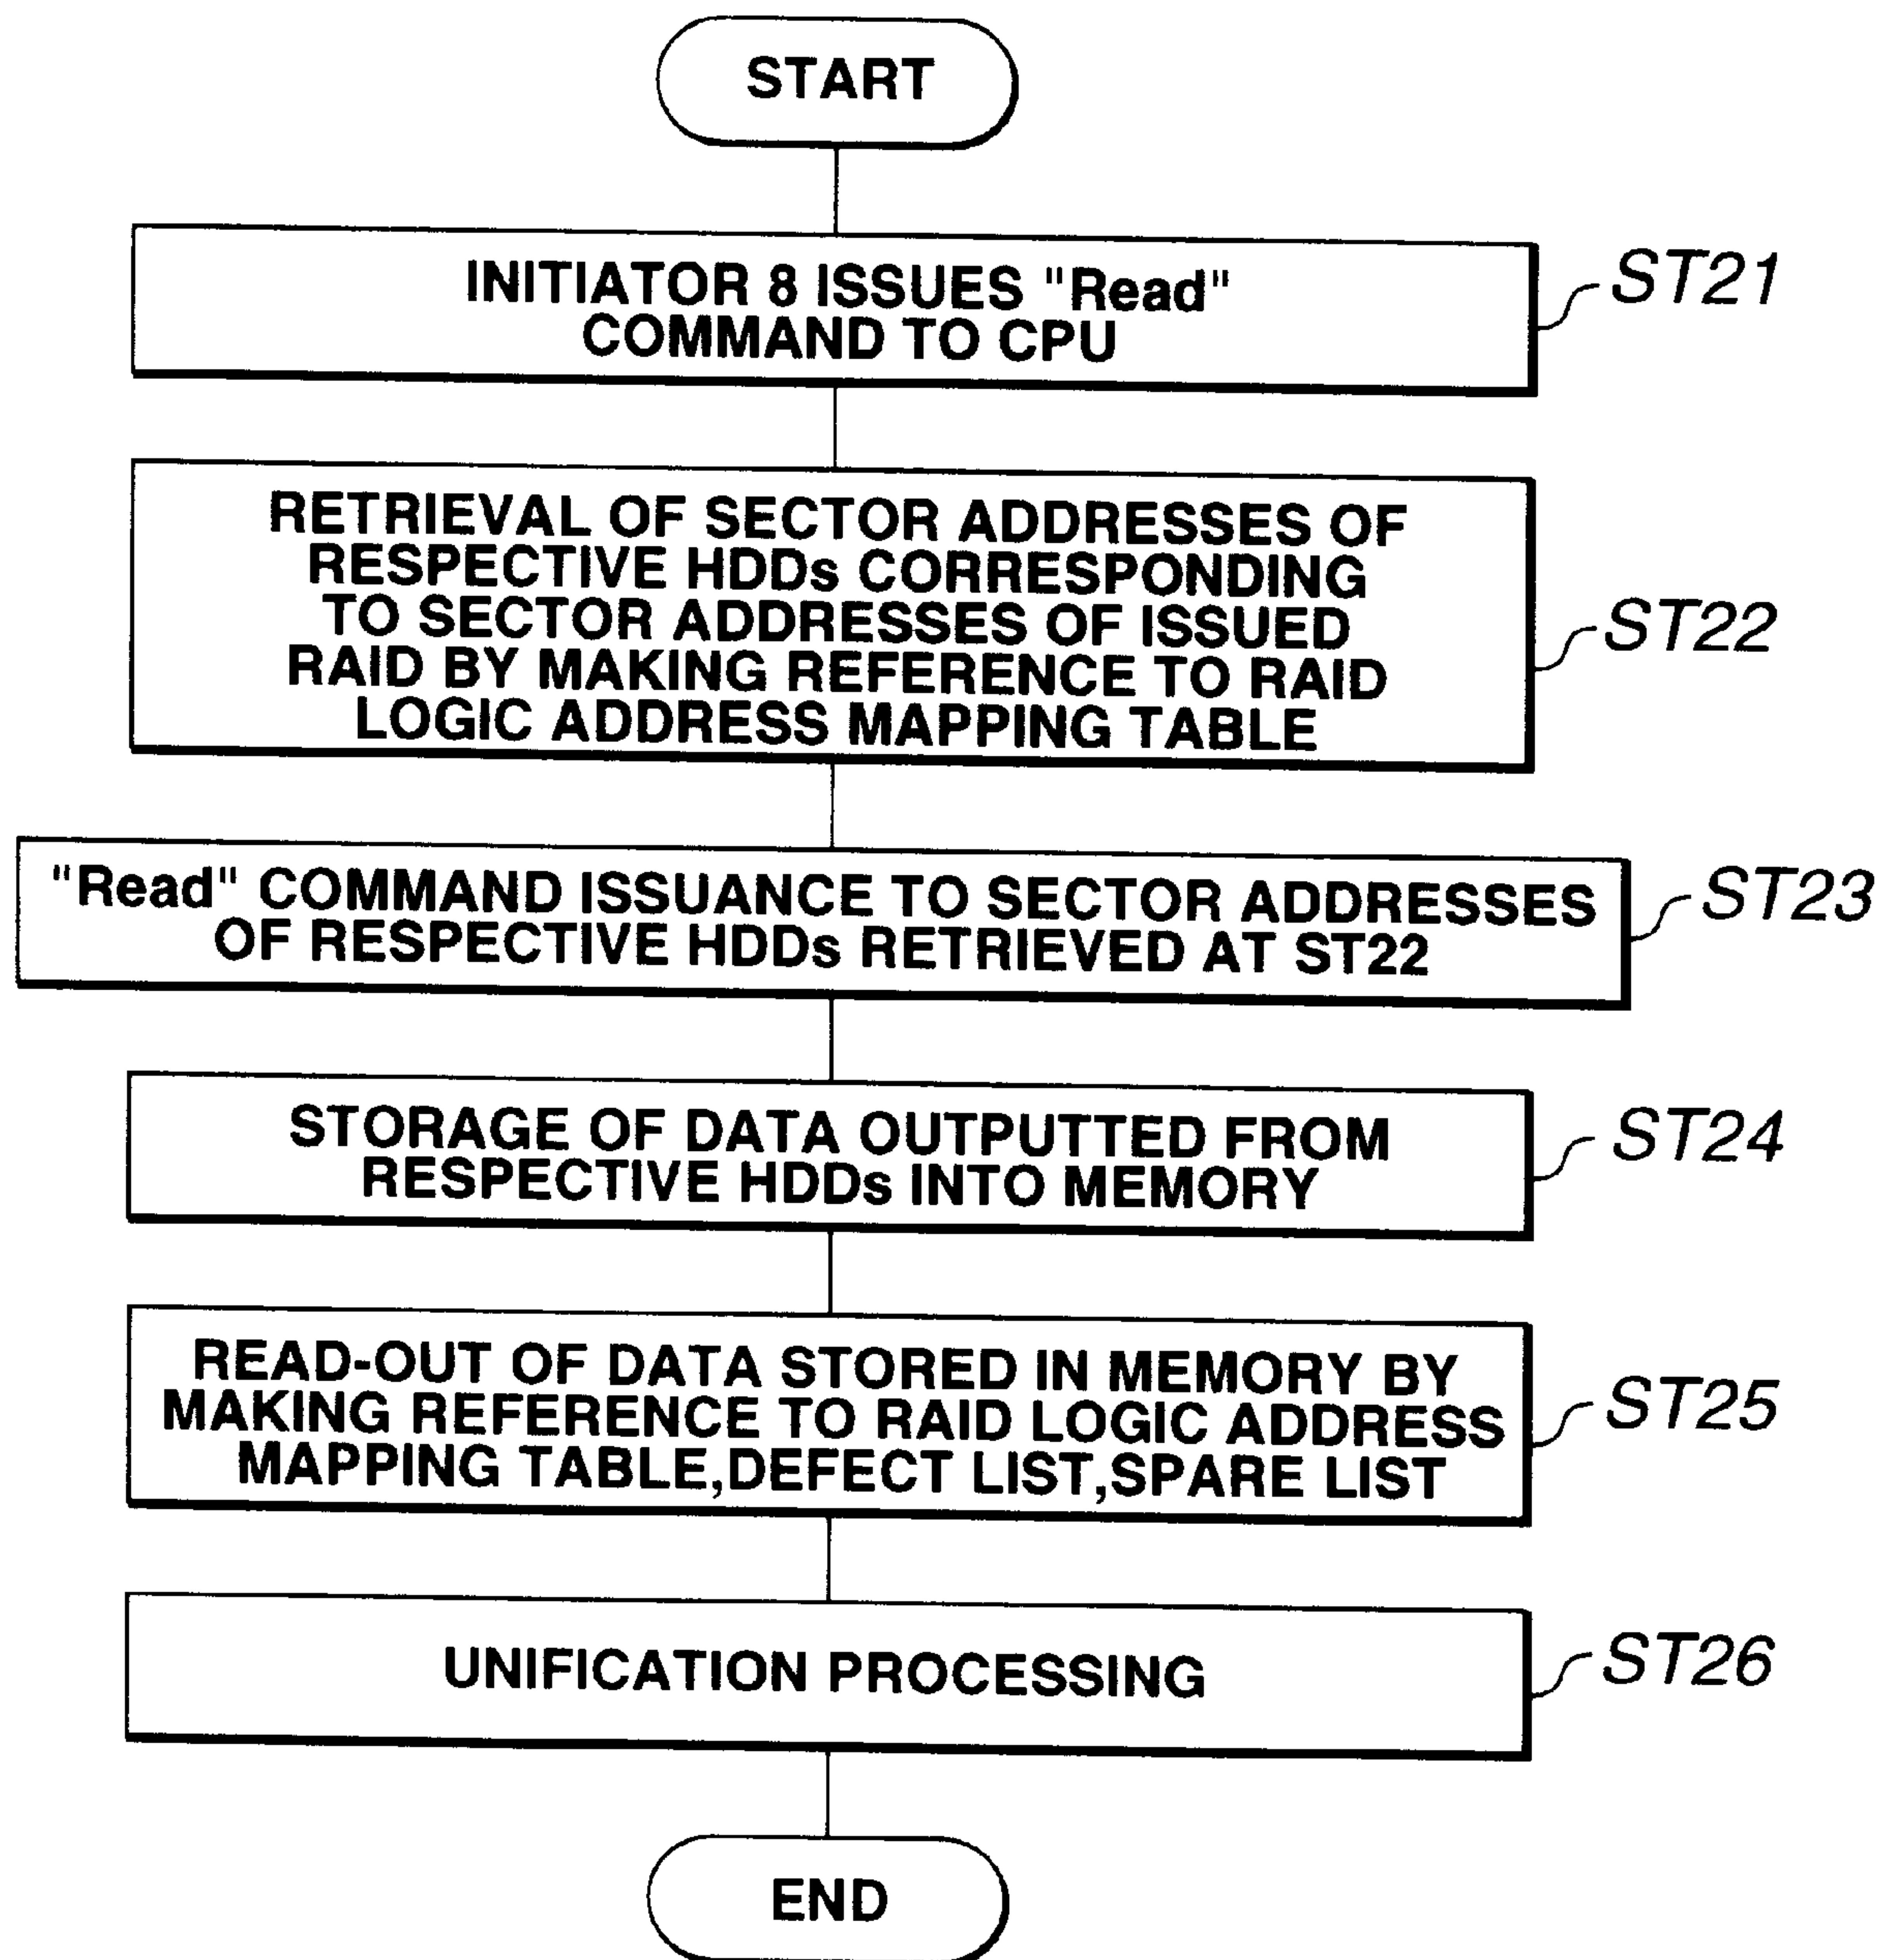 START
INITIATOR 8 ISSUES "Read"
COMMAND TO CPU
ST21
RETRIEVAL OF SECTOR ADDRESSES OF
RESPECTIVE HDDs CORRESPONDING
TO SECTOR ADDRESSES OF ISSUED
RAID BY MAKING REFERENCE TO RAID
LOGIC ADDRESS MAPPING TABLE
ST22
"Read" COMMAND ISSUANCE TO SECTOR ADDRESSES
OF RESPECTIVE HDDs RETRIEVED AT ST22
ST23
STORAGE OF DATA OUTPUTTED FROM
RESPECTIVE HDDs INTO MEMORY
ST24
READ-OUT OF DATA STORED IN MEMORY BY
MAKING REFERENCE TO RAID LOGIC ADDRESS
MAPPING TABLE,DEFECT LIST,SPARE LIST
ST25
UNIFICATION PROCESSING
ST26
END